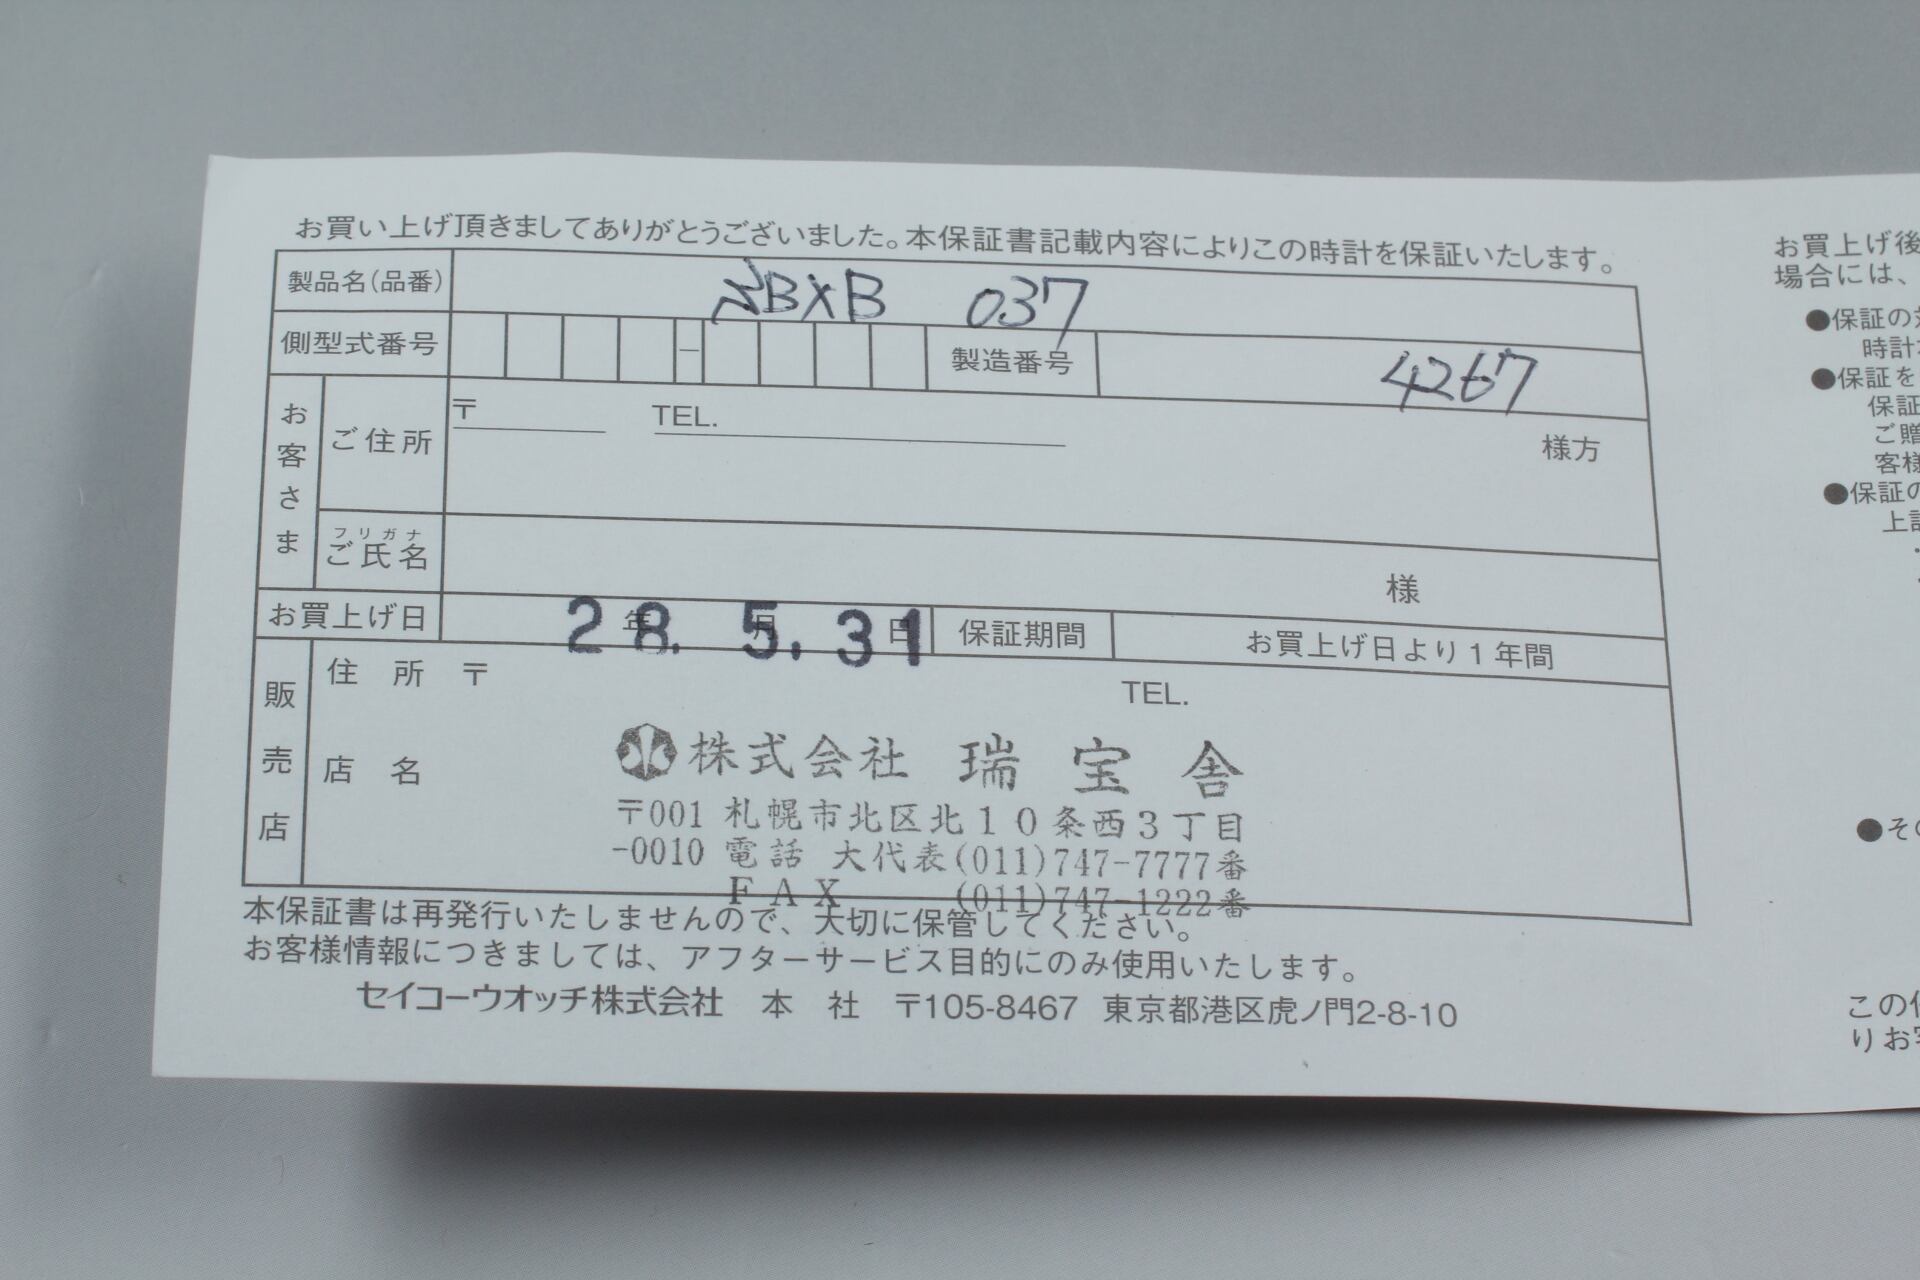 お買い上げ頂きましてありがとうございました。本保証書記載内容によりこの時計を保証いたします。
製品名(品番) SBXB 037
側型式番号 − 製造番号 4267
お客さま
ご住所 〒 TEL. 様方
フリガナ
ご氏名 様
お買上げ日 28. 5. 31 年 月 日 保証期間 お買上げ日より1年間
販売店
住所 〒 TEL.
店名 株式会社 瑞宝舎
〒001 札幌市北区北10条西3丁目
-0010 電話 大代表(011)747-7777番
FAX (011)747-1222番
本保証書は再発行いたしませんので、大切に保管してください。
お客様情報につきましては、アフターサービス目的にのみ使用いたします。
セイコーウオッチ株式会社 本社 〒105-8467 東京都港区虎ノ門2-8-10
お買上げ後
場合には、
●保証の
時計
●保証を
保証
ご贈
客様
●保証の
上記
●その
この
りお客